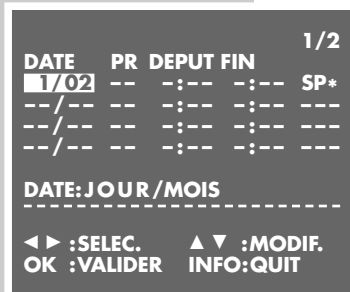 1/2
DATE PR DEPUT FIN
1/02 -- -:-- -:-- SP*
--/-- -- -:-- -:-- ---
--/-- -- -:-- -:-- ---
--/-- -- -:-- -:-- ---
DATE:JOUR/MOIS
◄ ► :SELEC. ▲ ▼ :MODIF.
OK :VALIDER INFO:QUIT